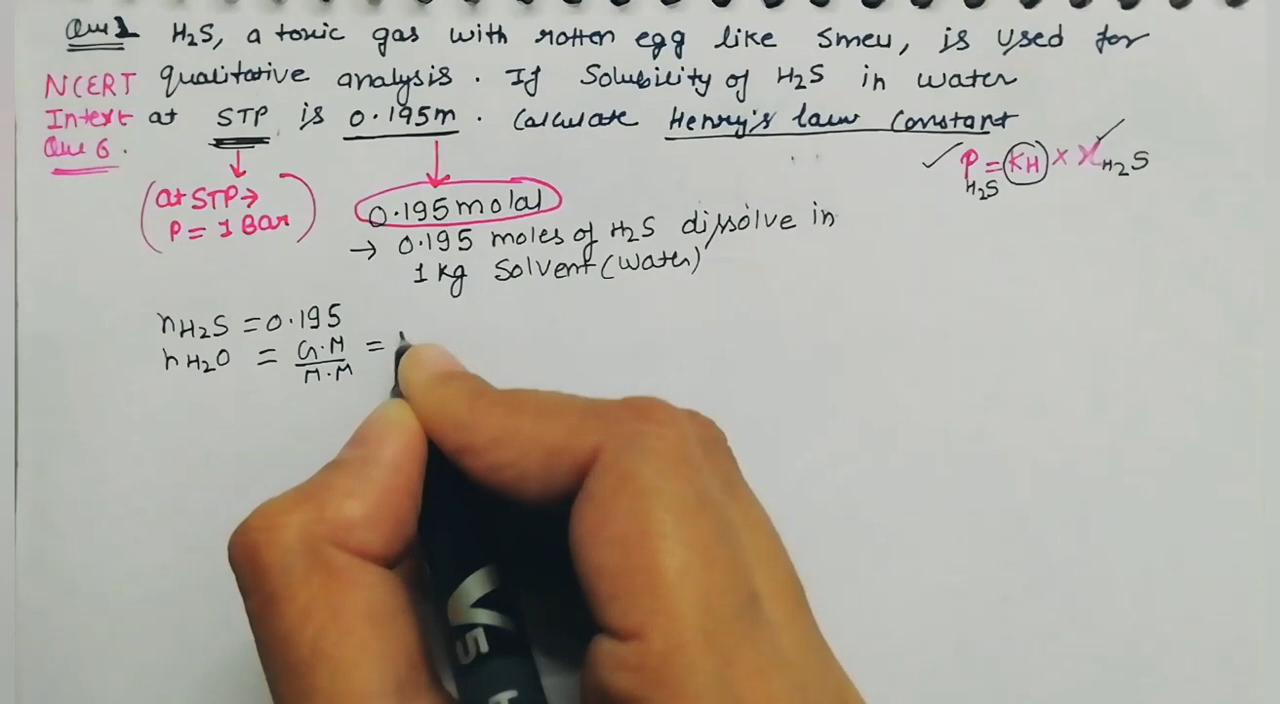 Que 1 H2S, a toxic gas with rotten egg like smell, is used for
NCERT qualitative analysis. If Solubility of H2S in water
Intext at STP is 0.195m. Calculate Henry's law Constant
Que 6.
P H2S = KH × X H2S
(at STP→
P = 1 Bar)
0.195 molal
→ 0.195 moles of H2S dissolve in
1 kg Solvent (water)
nH2S = 0.195
nH2O = G.M/M.M =
V5